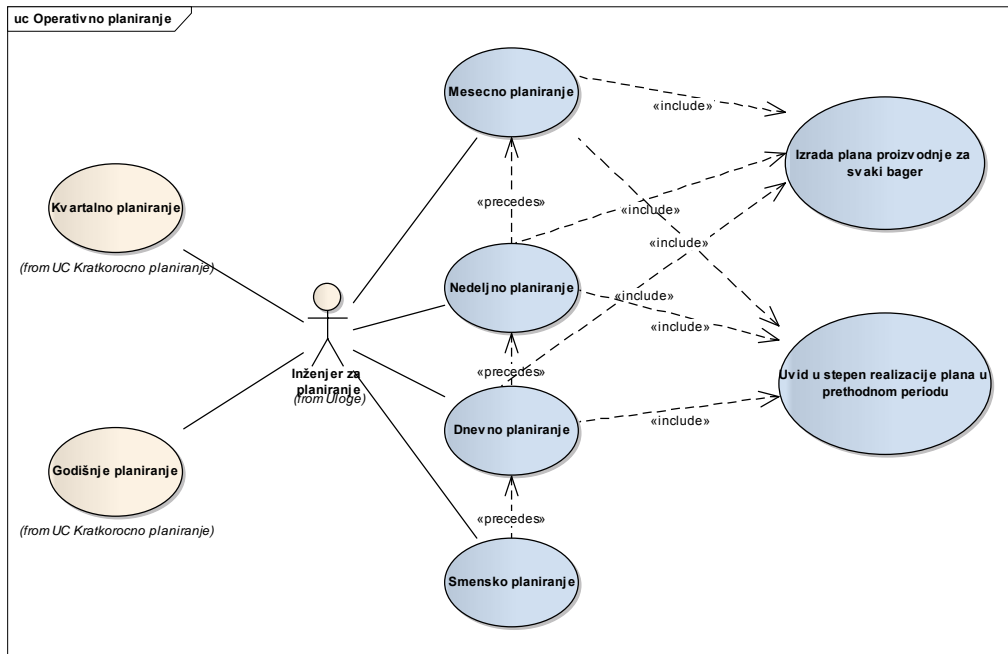 uc Operativno planiranje
Mesecno planiranje
«include»
Izrada plana proizvodnje za
svaki bager
Kvartalno planiranje
(from UC Kratkorocno planiranje)
«precedes»
«include»
Nedeljno planiranje
«include»
«include»
Inženjer za
planiranje
(from Uloge)
«precedes»
Uvid u stepen realizacije plana u
prethodnom periodu
Dnevno planiranje
«include»
Godišnje planiranje
(from UC Kratkorocno planiranje)
«precedes»
Smensko planiranje